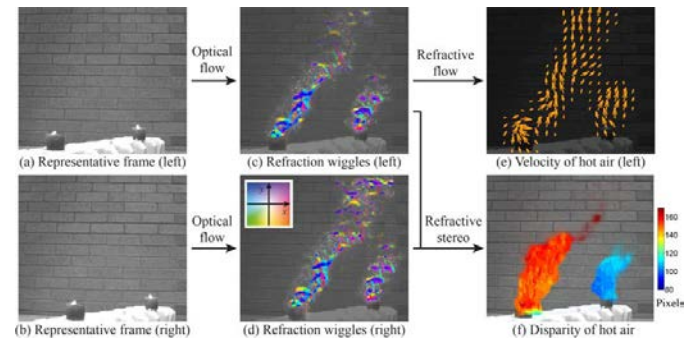 Optical
flow
Refractive
flow
(a) Representative frame (left)
(c) Refraction wiggles (left)
(e) Velocity of hot air (left)
Optical
flow
y
x
Refractive
stereo
160
140
120
100
80
Pixels
(b) Representative frame (right)
(d) Refraction wiggles (right)
(f) Disparity of hot air